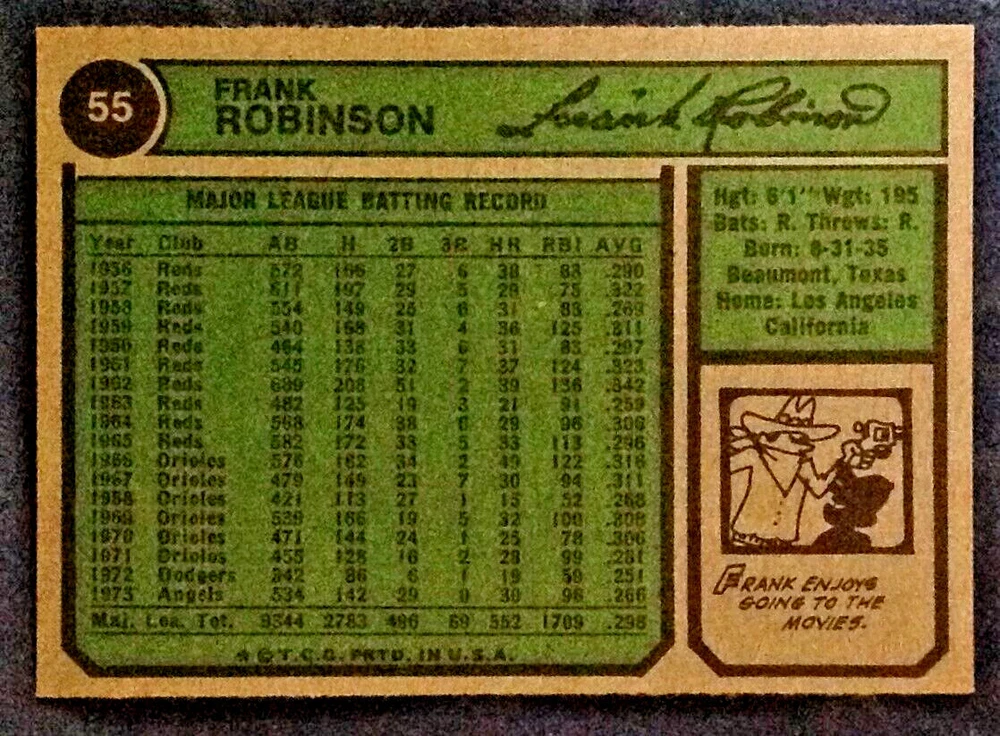 55
FRANK
ROBINSON
Frank Robinson
MAJOR LEAGUE BATTING RECORD
Year Club AB H 2B 3B HR RBI AVG
1956 Reds 572 166 27 6 38 83 .290
1957 Reds 611 197 29 5 29 75 .322
1958 Reds 554 149 25 6 31 83 .269
1959 Reds 540 168 31 4 36 125 .311
1960 Reds 464 138 33 6 31 83 .297
1961 Reds 545 176 32 7 37 124 .323
1962 Reds 609 208 51 2 39 136 .342
1963 Reds 482 125 19 3 21 91 .259
1964 Reds 568 174 38 6 29 96 .306
1965 Reds 582 172 33 5 33 113 .296
1966 Orioles 576 182 34 2 49 122 .316
1967 Orioles 479 149 23 7 30 94 .311
1968 Orioles 421 113 27 1 15 52 .268
1969 Orioles 539 166 19 5 32 100 .308
1970 Orioles 471 144 24 1 25 78 .306
1971 Orioles 455 128 16 2 28 99 .281
1972 Dodgers 342 86 6 1 19 59 .251
1973 Angels 534 142 29 0 30 .266
Maj. Lea. Tot. 9344 2783 496 69 552 1709 .298
* © T.C.G. PRTD. IN U.S.A.
Hgt: 6'1" Wgt: 195
Bats: R. Throws: R.
Born: 8-31-35
Beaumont, Texas
Home: Los Angeles
California
FRANK ENJOYS
GOING TO THE
MOVIES.